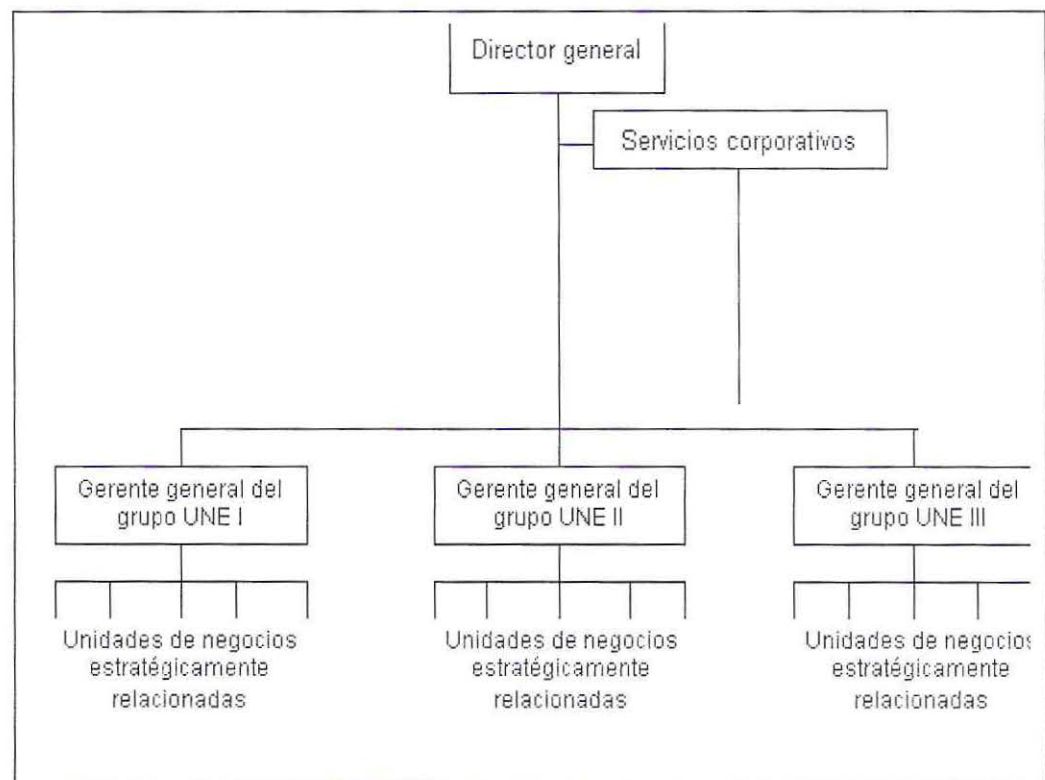 Director general
Servicios corporativos
Gerente general del
grupo UNE I
Gerente general del
grupo UNE II
Gerente general del
grupo UNE III
Unidades de negocios
estratégicamente
relacionadas
Unidades de negocios
estratégicamente
relacionadas
Unidades de negocios
estratégicamente
relacionadas